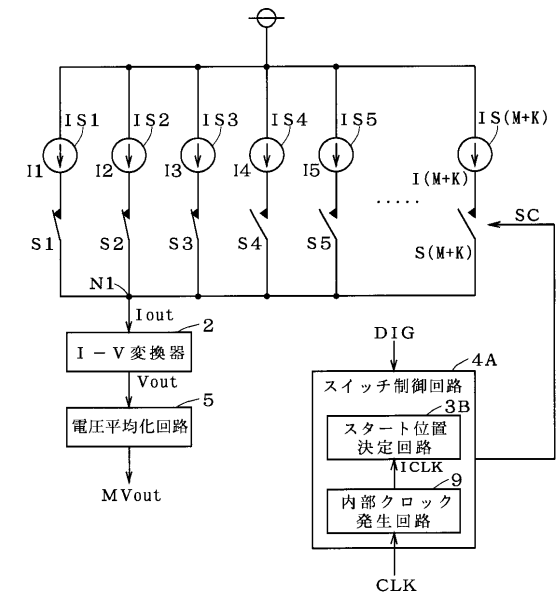 IS1 IS2 IS3 IS4 IS5 IS(M+K)
I1 I2 I3 I4 I5 I(M+K)
.....
SC
S1 S2 S3 S4 S5 S(M+K)
N1
Iout
2
I－V変換器
Vout
5
電圧平均化回路
MVout
DIG
4A
スイッチ制御回路
3B
スタート位置
決定回路
ICLK
9
内部クロック
発生回路
CLK